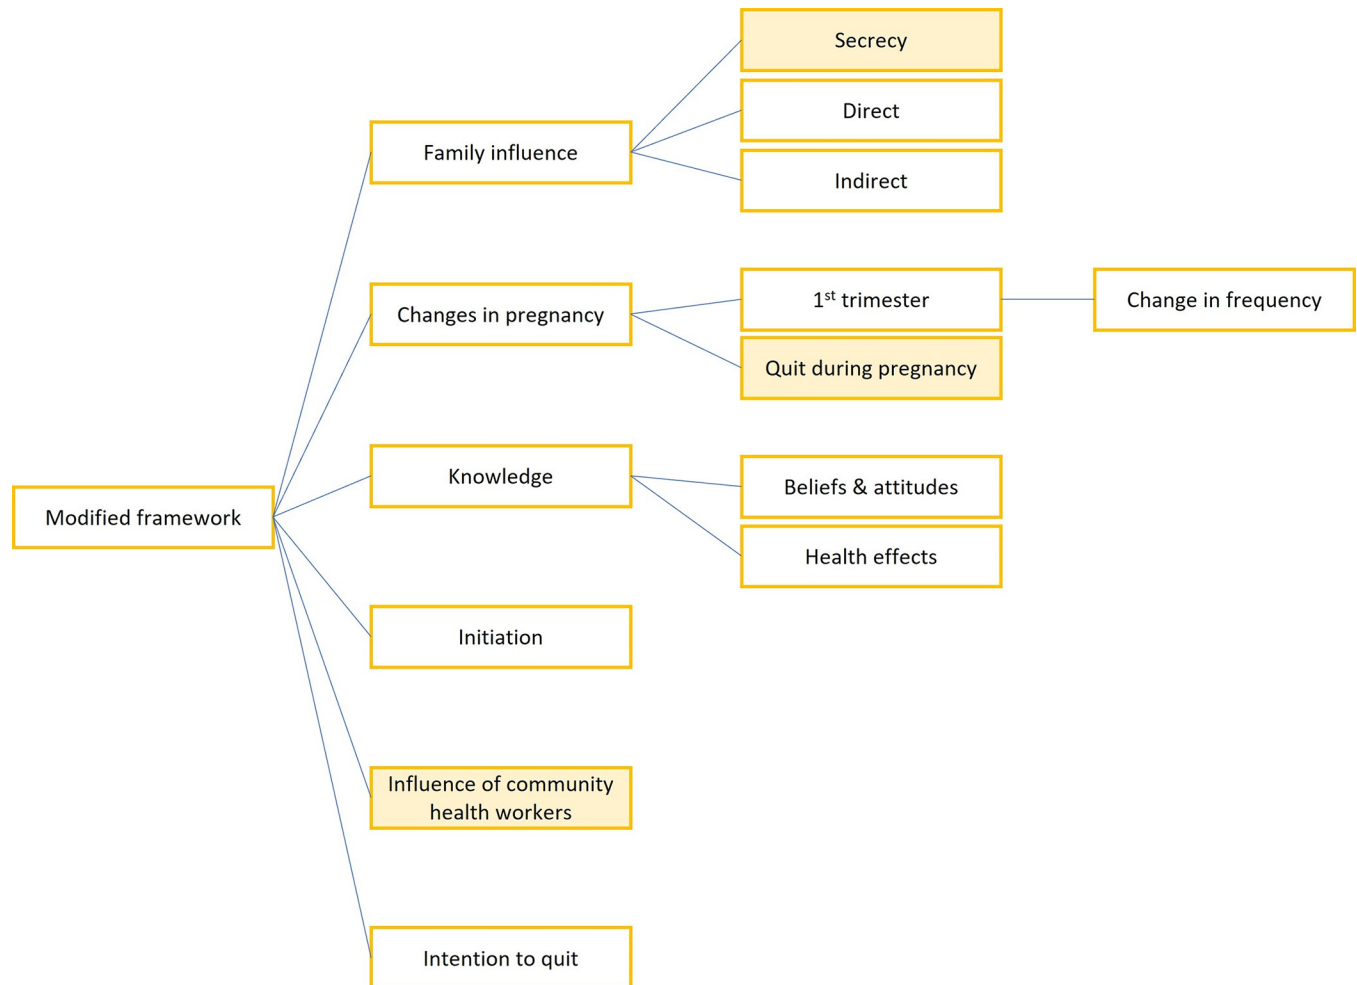 Secrecy
Direct
Family influence
Indirect
1st trimester
Change in frequency
Changes in pregnancy
Quit during pregnancy
Knowledge
Beliefs & attitudes
Modified framework
Health effects
Initiation
Influence of community
health workers
Intention to quit